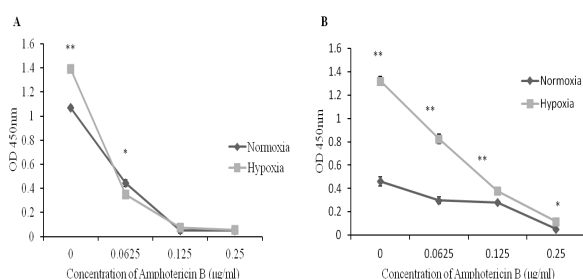 A
1.6
**
1.4
1.2
1
0.8
0.6
0.4
0.2
0
*
OD 450nm
Normoxia
Hypoxia
0 0.0625 0.125 0.25
Concentration of Amphotericin B (ug/ml)
B
1.6
1.4
1.2
1
0.8
0.6
0.4
0.2
0
**
**
**
*
OD 450nm
Normoxia
Hypoxia
0 0.0625 0.125 0.25
Concentration of Amphotericin B (ug/ml)